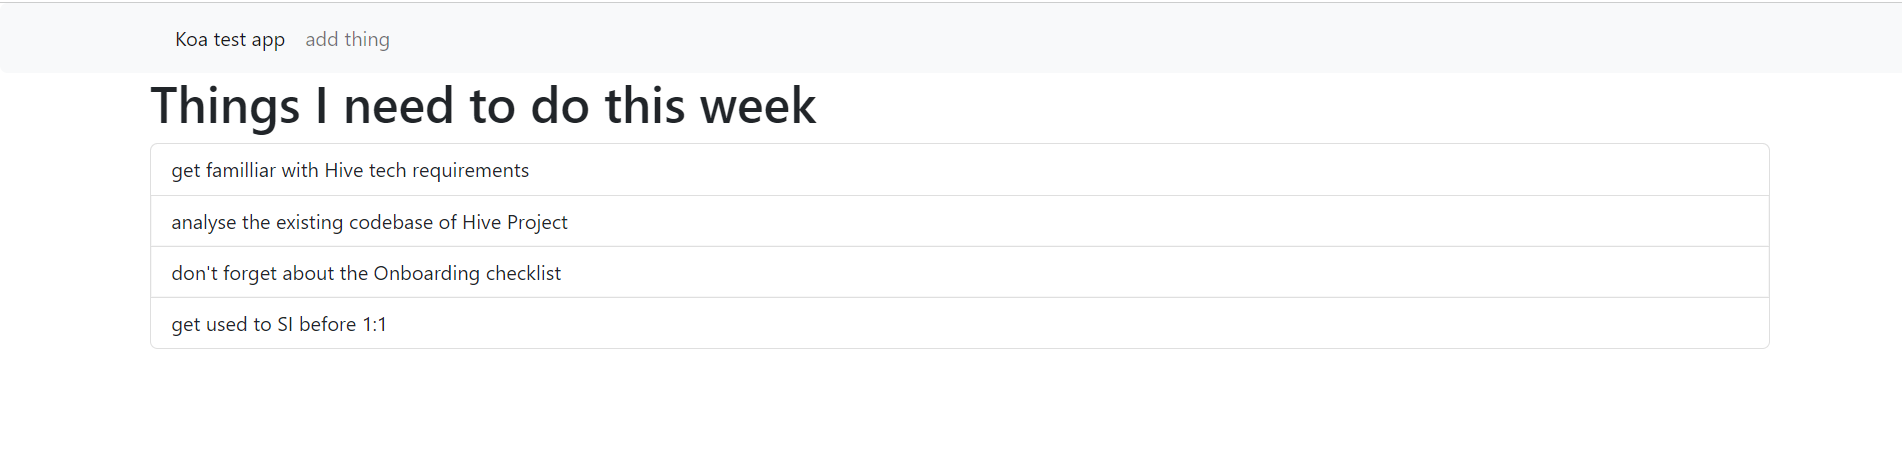 Koa test app add thing
Things I need to do this week
get familliar with Hive tech requirements
analyse the existing codebase of Hive Project
don't forget about the Onboarding checklist
get used to SI before 1:1